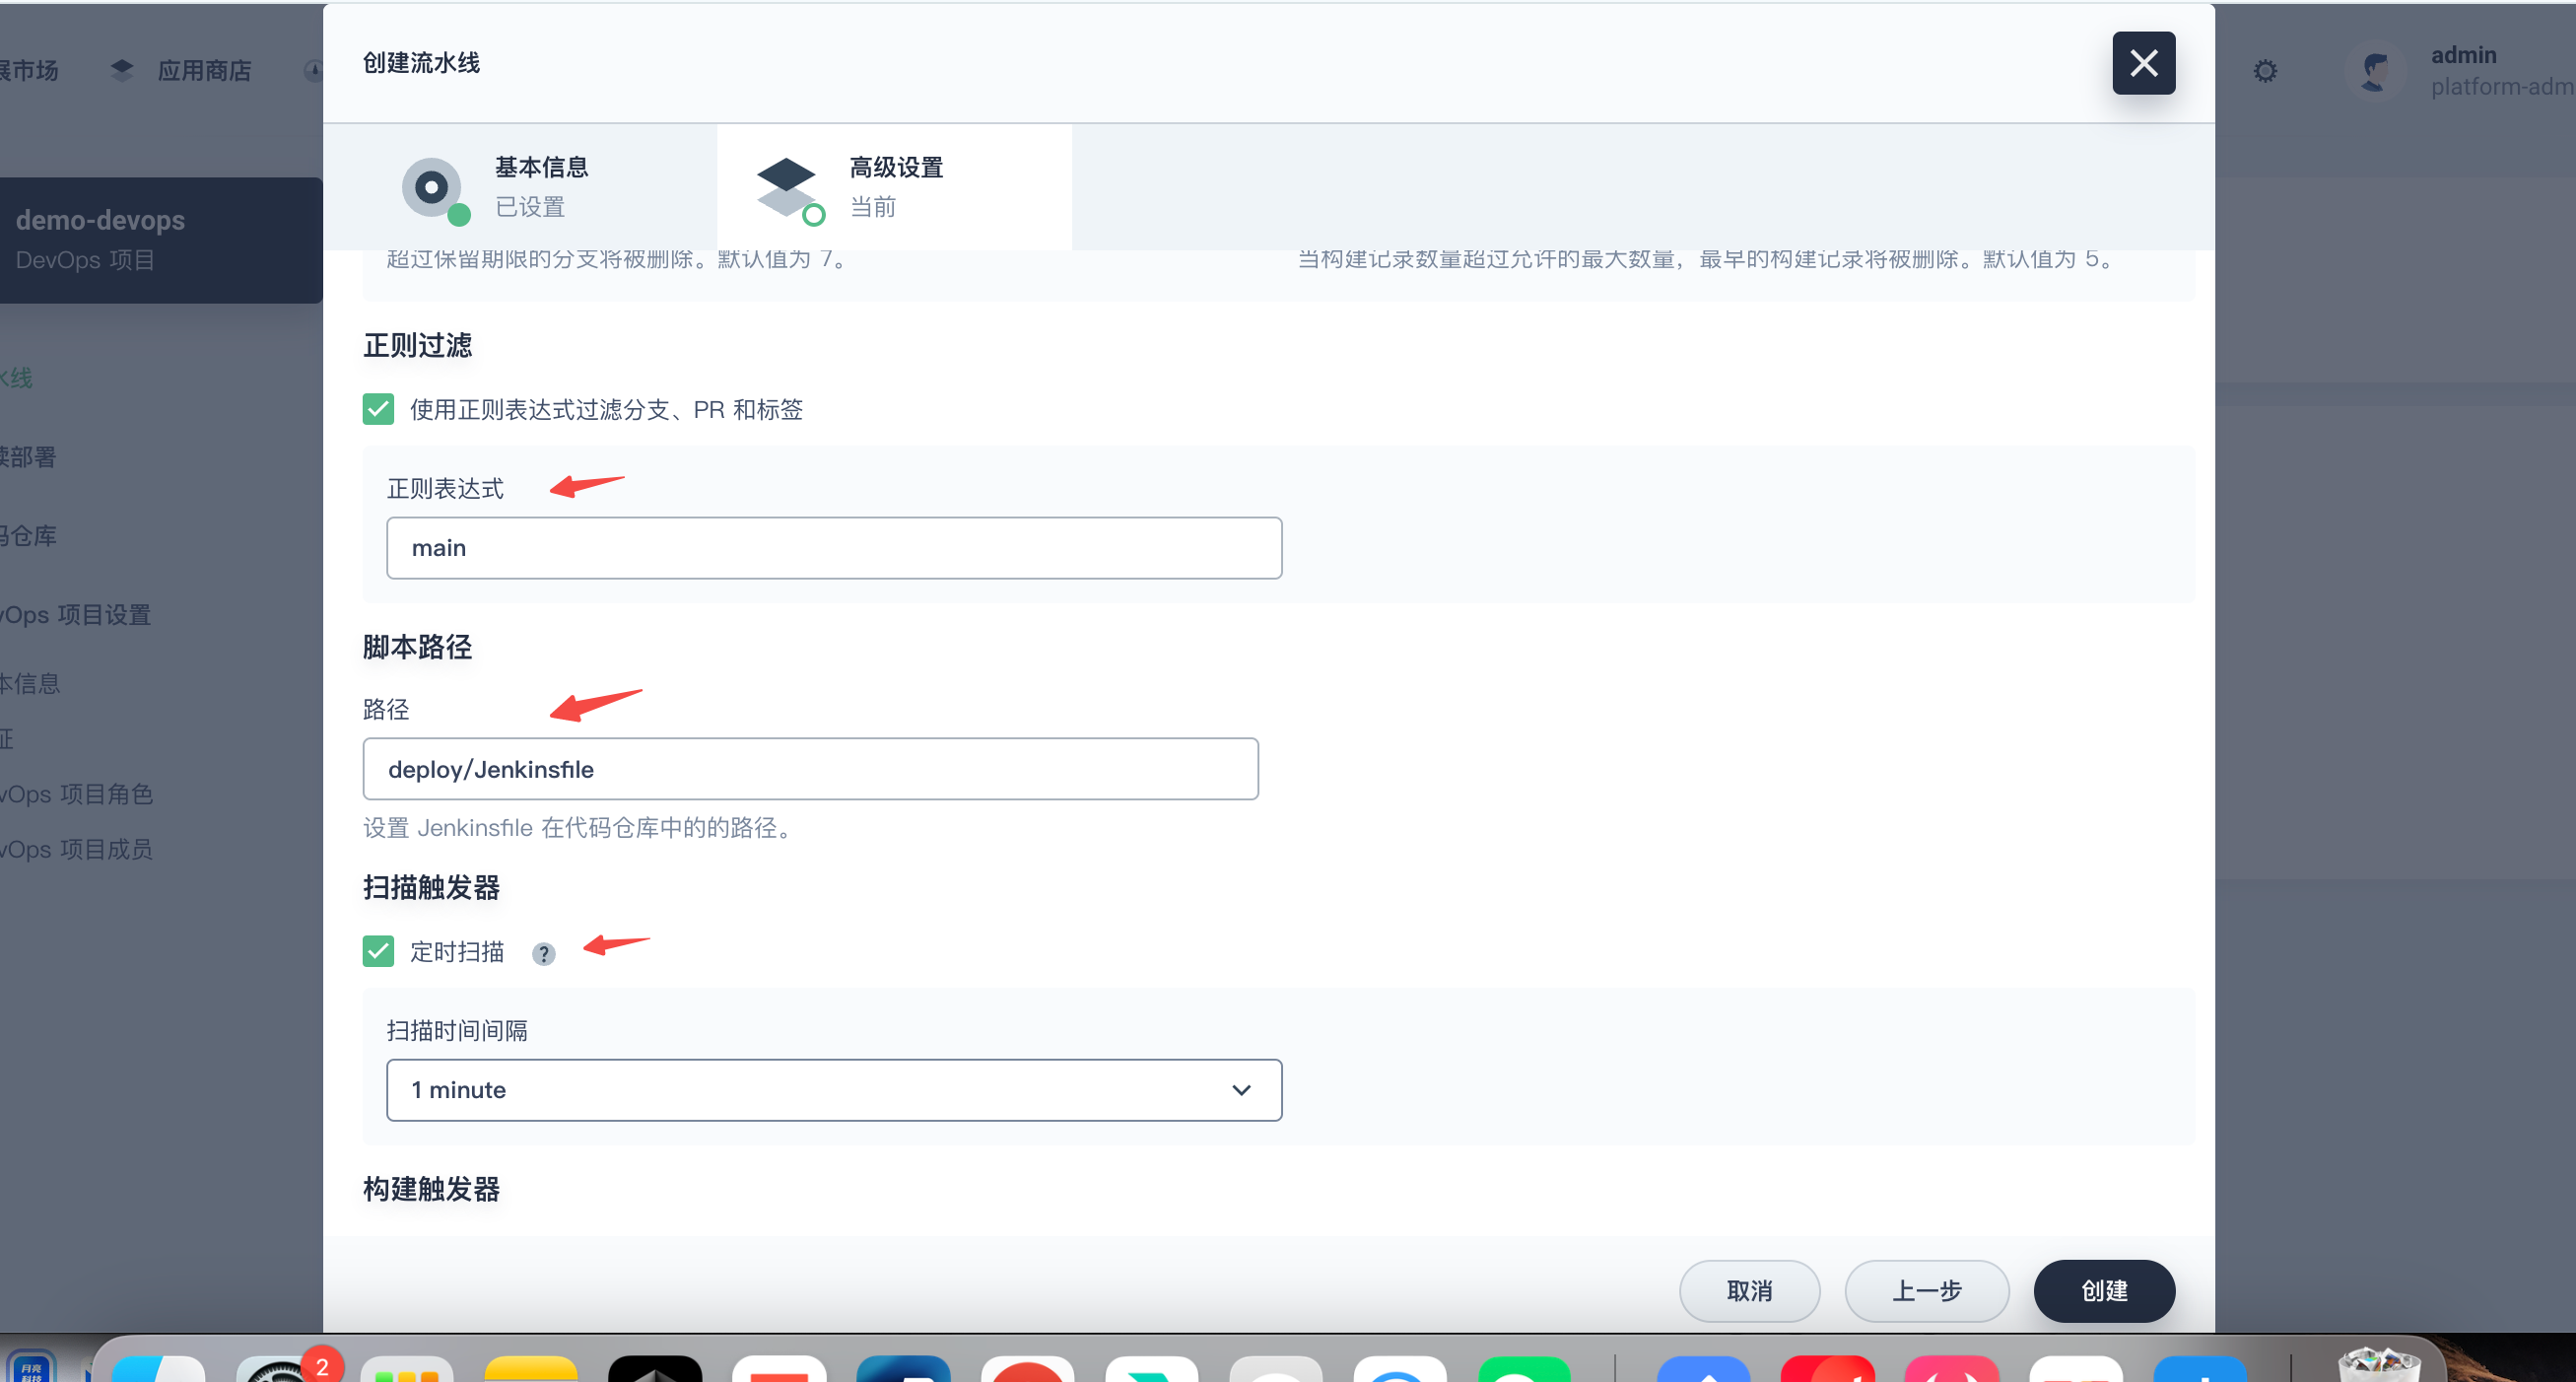 创建流水线
展市场
应用商店
admin
platform-adm
基本信息
已设置
高级设置
当前
demo-devops
DevOps 项目
超过保留期限的分支将被删除。默认值为 7。
当构建记录数量超过允许的最大数量，最早的构建记录将被删除。默认值为 5。
正则过滤
水线
使用正则表达式过滤分支、PR 和标签
续部署
正则表达式
码仓库
main
vOps 项目设置
脚本路径
本信息
路径
证
deploy/Jenkinsfile
vOps 项目角色
设置 Jenkinsfile 在代码仓库中的的路径。
vOps 项目成员
扫描触发器
定时扫描 ?
扫描时间间隔
1 minute
构建触发器
取消
上一步
创建
月亮
科技
2